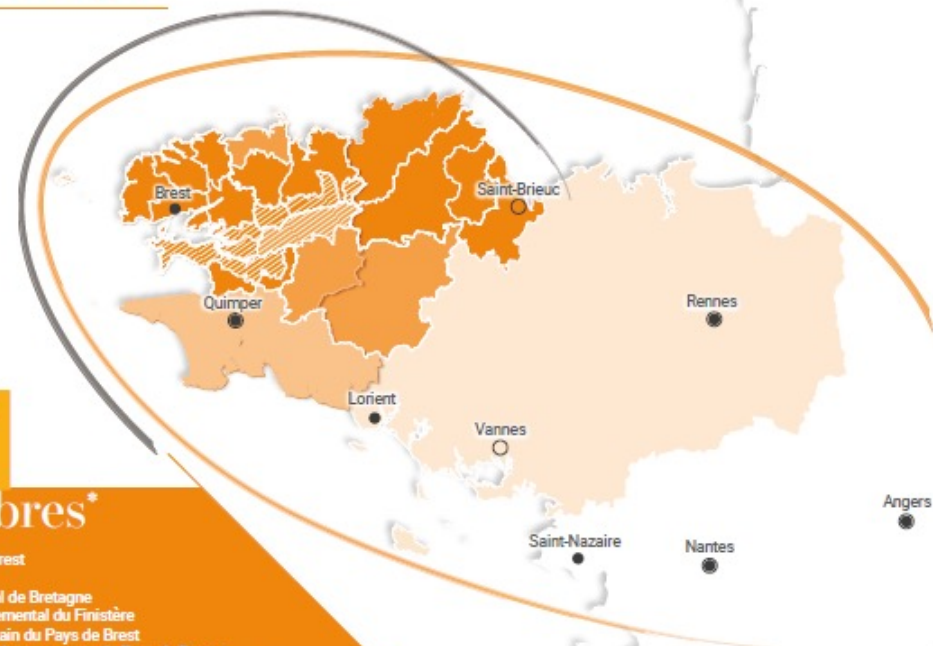 Brest
Saint-Brieuc
Quimper
Rennes
Lorient
Vannes
Angers
Saint-Nazaire
Nantes
bres*
rest
l de Bretagne
emental du Finistère
ain du Pays de Brest